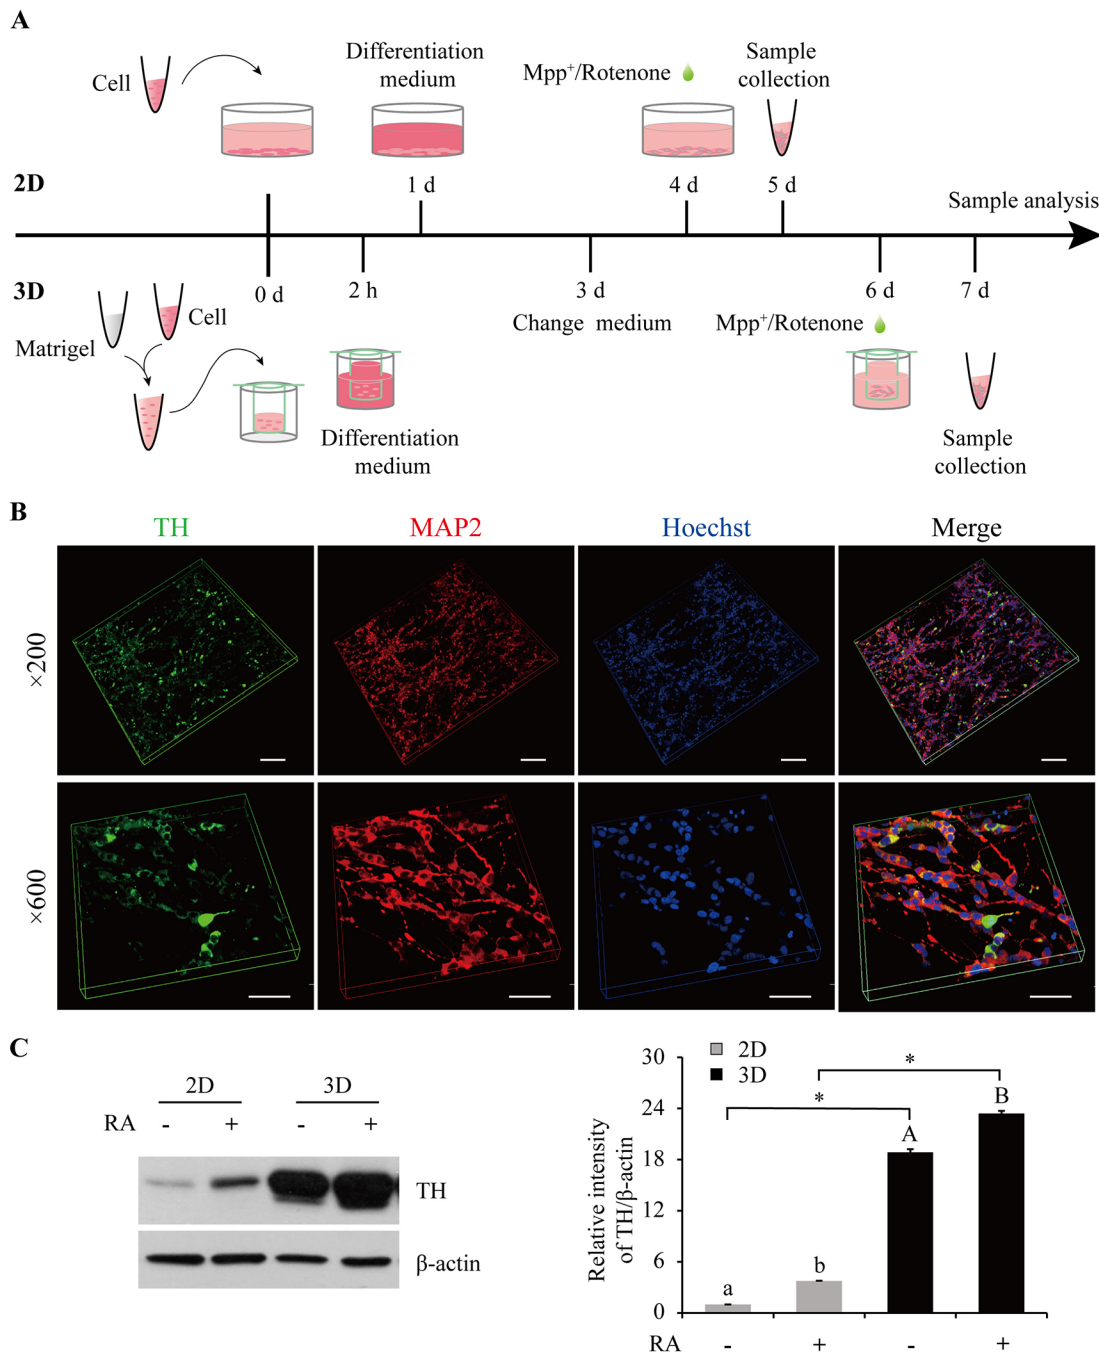 A
Cell
Differentiation
medium
Mpp⁺/Rotenone
Sample
collection
2D
1 d
4 d
5 d
Sample analysis
3D
0 d
2 h
3 d
6 d
7 d
Matrigel
Cell
Change medium
Mpp⁺/Rotenone
Differentiation
medium
Sample
collection
B
TH
MAP2
Hoechst
Merge
×200
×600
C
2D
3D
RA - + - +
TH
β-actin
2D
3D
Relative intensity
of TH/β-actin
30
24
18
12
6
0
*
*
a
b
A
B
RA - + - +